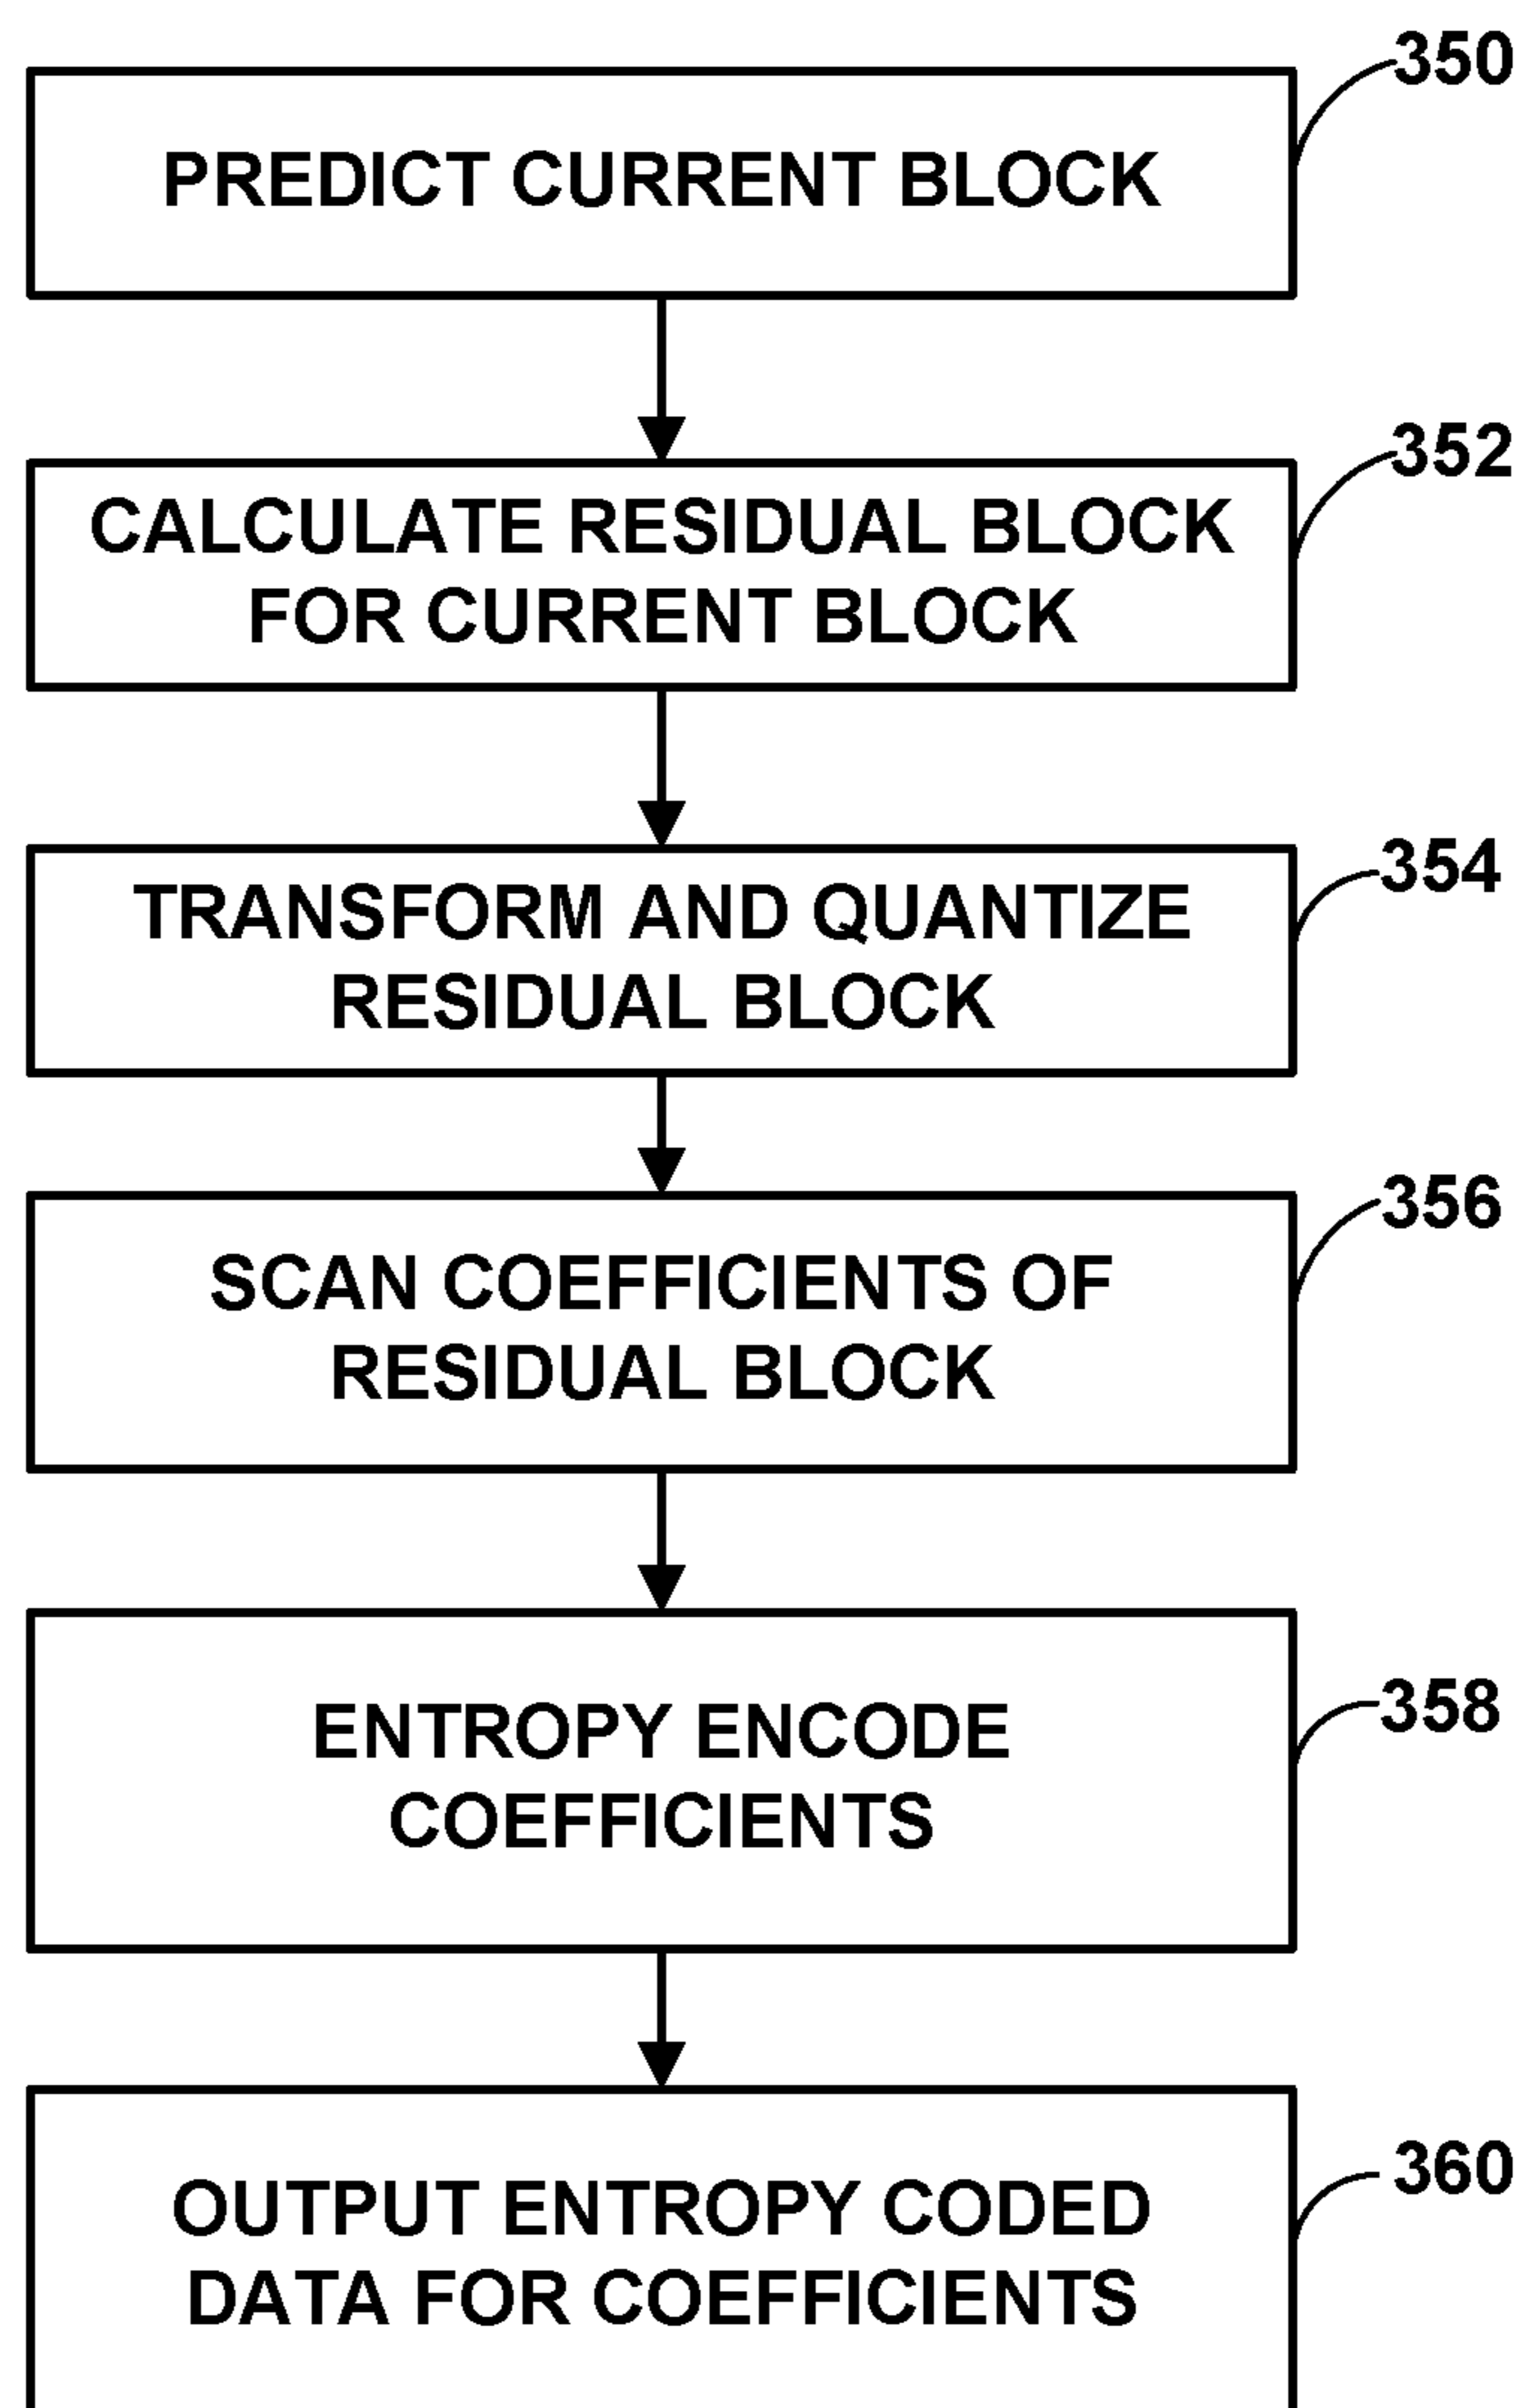 350
PREDICT CURRENT BLOCK
352
CALCULATE RESIDUAL BLOCK
FOR CURRENT BLOCK
354
TRANSFORM AND QUANTIZE
RESIDUAL BLOCK
356
SCAN COEFFICIENTS OF
RESIDUAL BLOCK
358
ENTROPY ENCODE
COEFFICIENTS
360
OUTPUT ENTROPY CODED
DATA FOR COEFFICIENTS